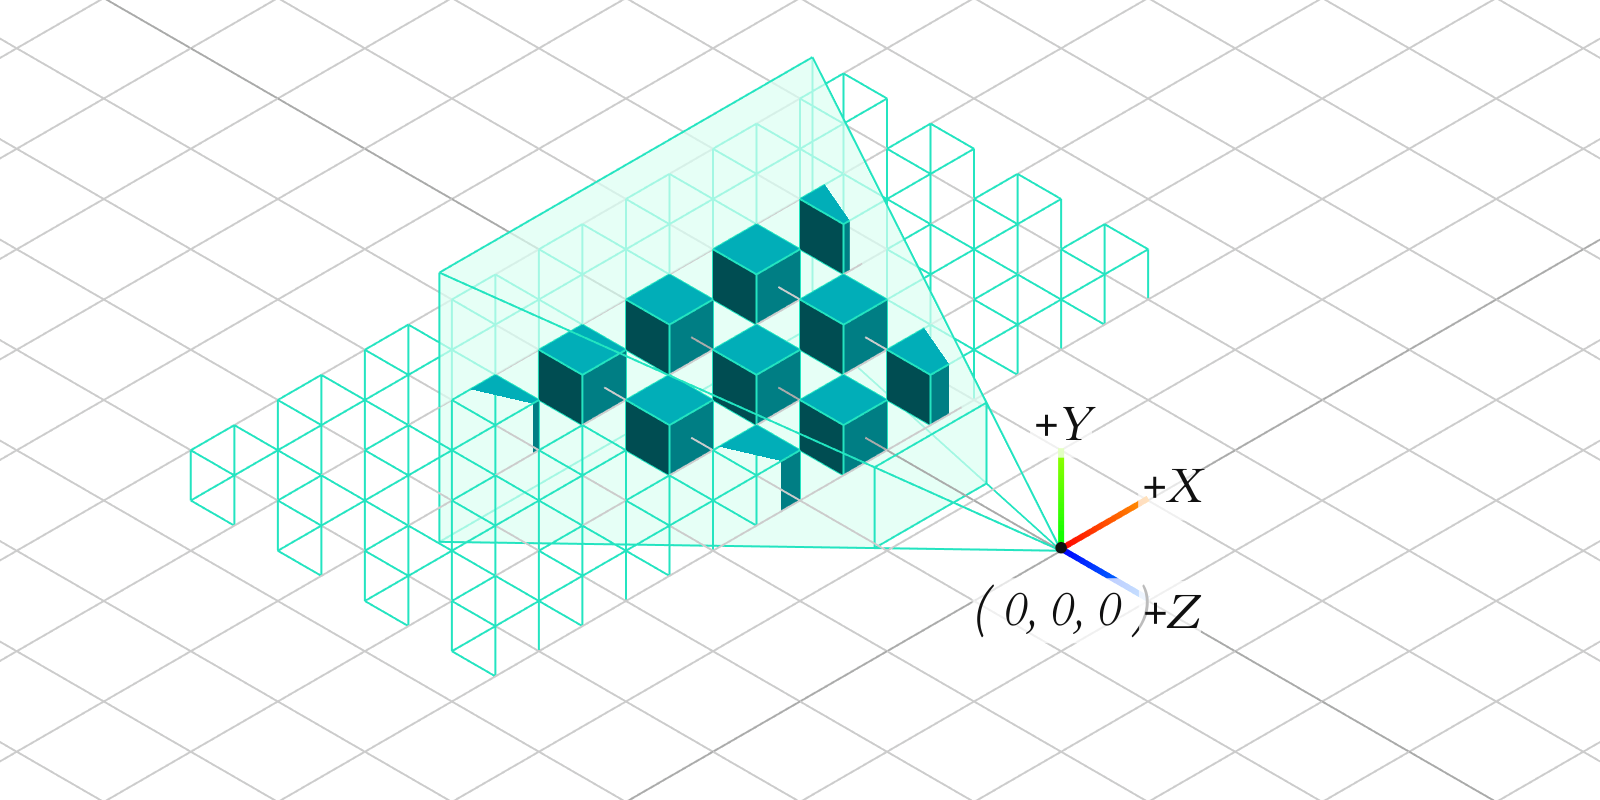 +Y
+X
( 0, 0, 0 )
+Z